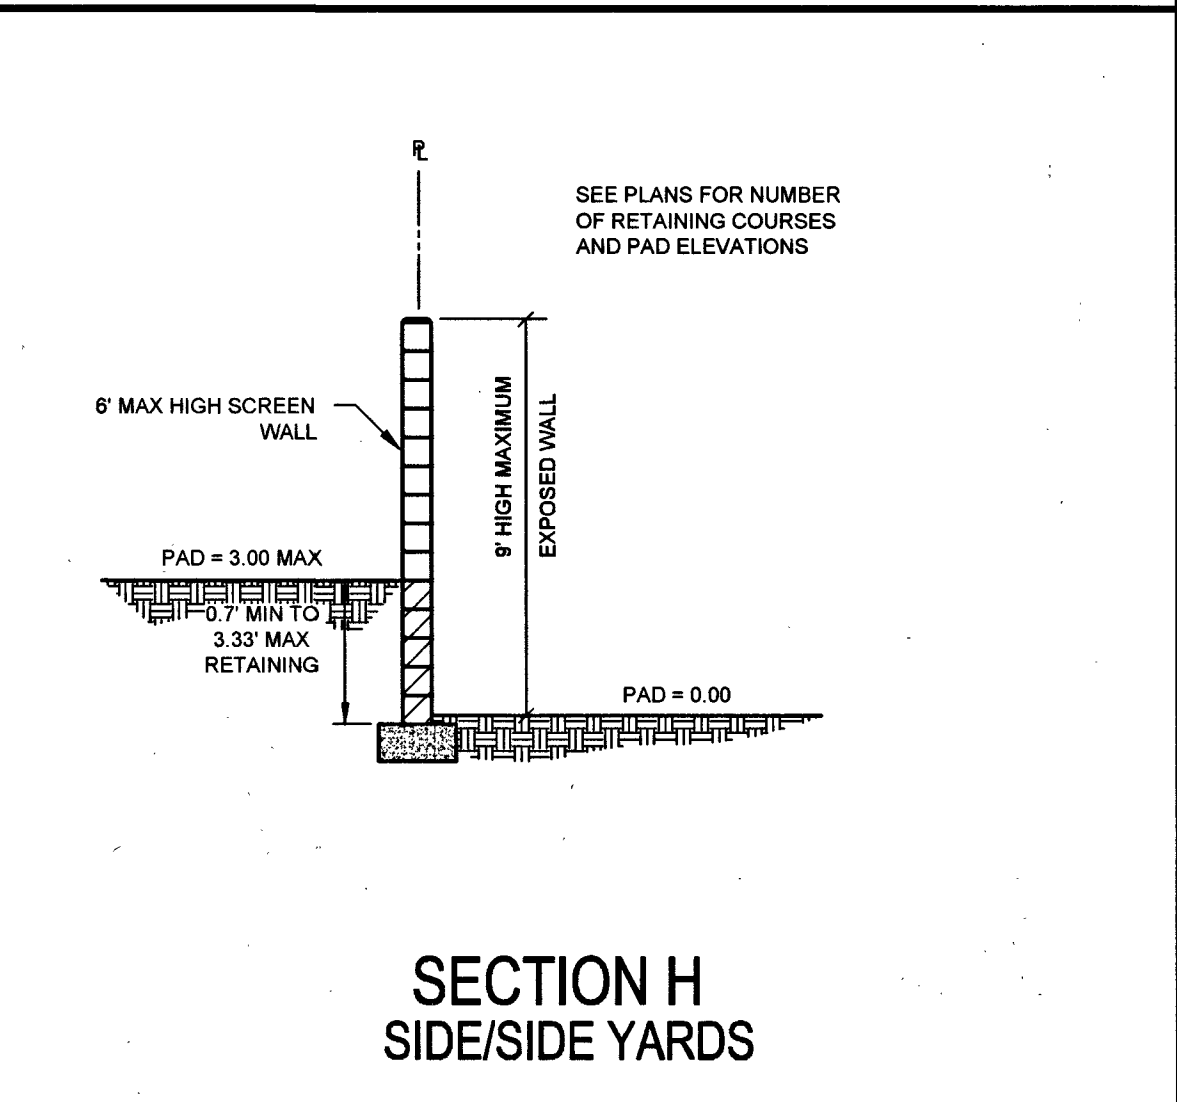 ℄
SEE PLANS FOR NUMBER
OF RETAINING COURSES
AND PAD ELEVATIONS
6' MAX HIGH SCREEN
WALL
9' HIGH MAXIMUM
EXPOSED WALL
PAD = 3.00 MAX
0.7' MIN TO
3.33' MAX
RETAINING
PAD = 0.00
SECTION H
SIDE/SIDE YARDS